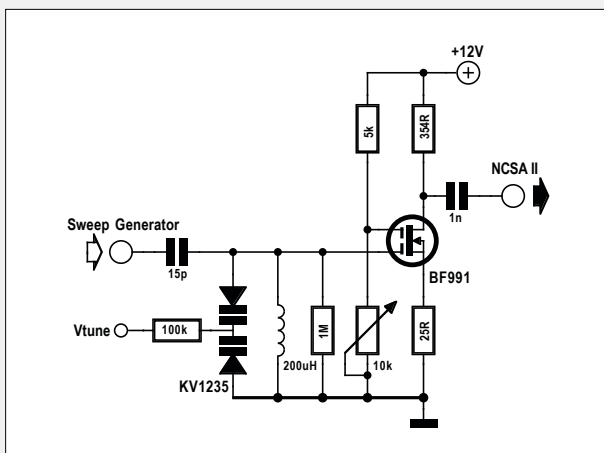 +12V
5k
354R
NCSA II
1n
Sweep Generator
15p
BF991
Vtune
100k
1M
25R
200uH
10k
KV1235